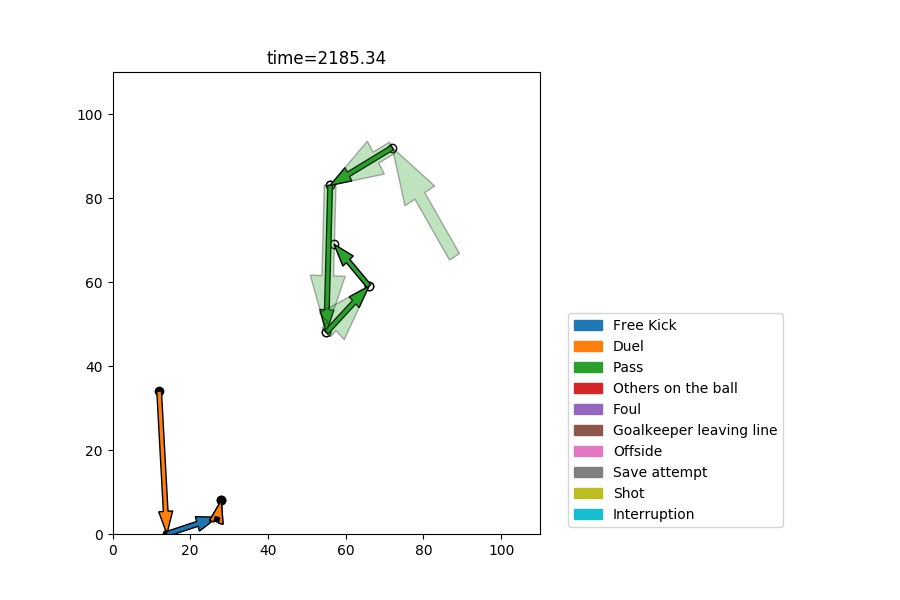 time=2185.34
100
80
60
40
20
0
0 20 40 60 80 100
Free Kick
Duel
Pass
Others on the ball
Foul
Goalkeeper leaving line
Offside
Save attempt
Shot
Interruption